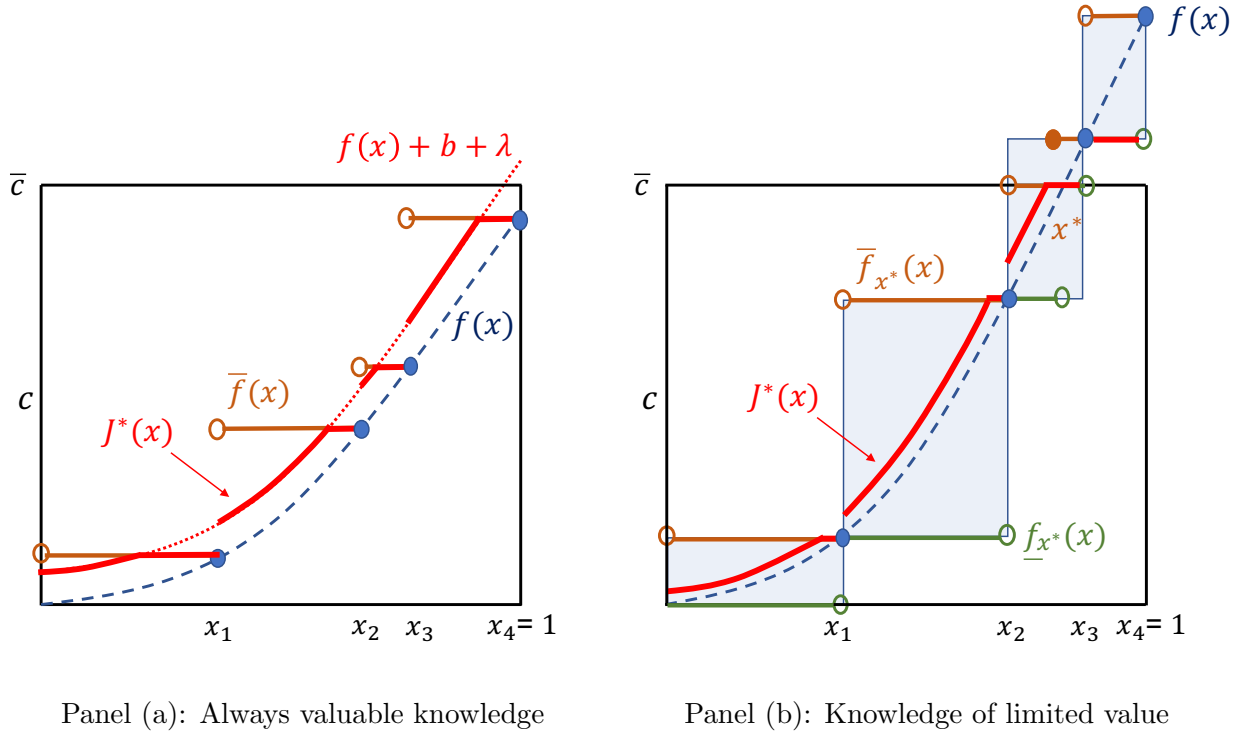 f(x) + b + λ
c̅
f̅(x)
f(x)
c
J*(x)
x₁
x₂
x₃
x₄= 1
Panel (a): Always valuable knowledge
f(x)
c̅
x*
f̅ₓ*(x)
c
J*(x)
f̲ₓ*(x)
x₁
x₂
x₃
x₄= 1
Panel (b): Knowledge of limited value